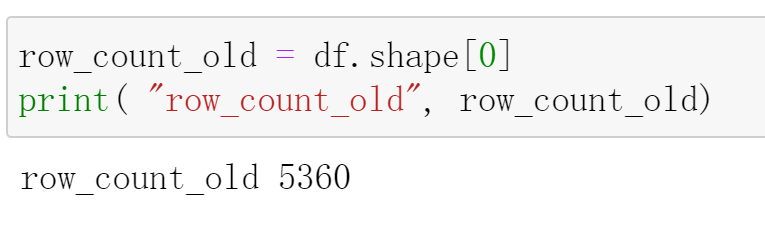 row_count_old = df.shape[0]
print( "row_count_old", row_count_old)
row_count_old 5360